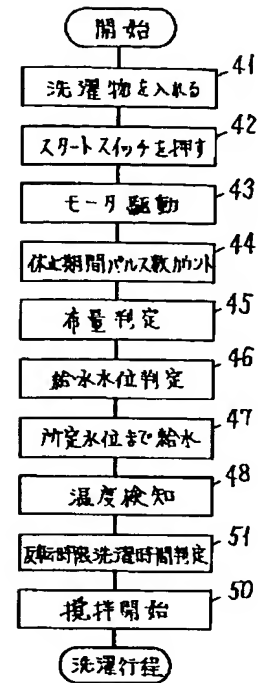 開始
41
洗濯物を入れる
42
スタートスイッチを押す
43
モータ駆動
44
休止期間パルス数カウント
45
布量判定
46
給水水位判定
47
所定水位まで給水
48
温度検知
51
反転時限洗濯時間判定
50
撹拌開始
洗濯行程